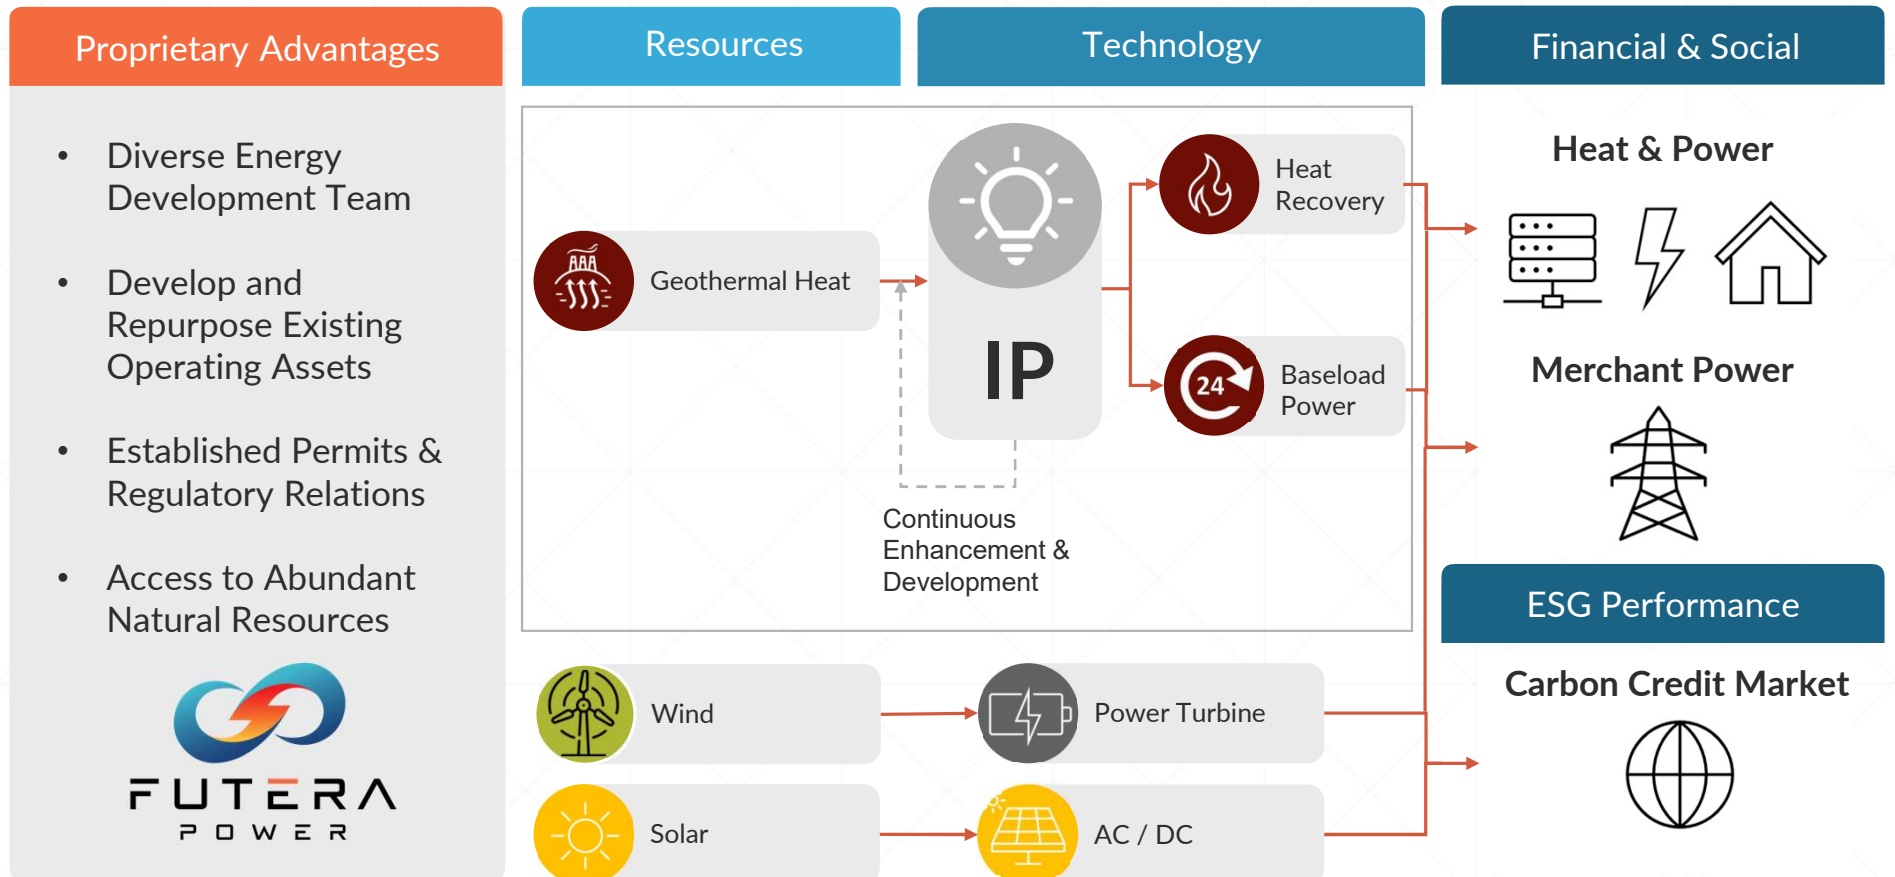 Proprietary Advantages
• Diverse Energy
Development Team
• Develop and
Repurpose Existing
Operating Assets
• Established Permits &
Regulatory Relations
• Access to Abundant
Natural Resources
FUTERA
POWER
Resources
Technology
Geothermal Heat
IP
Heat
Recovery
24
Baseload
Power
Continuous
Enhancement &
Development
Wind
Power Turbine
Solar
AC / DC
Financial & Social
Heat & Power
Merchant Power
ESG Performance
Carbon Credit Market